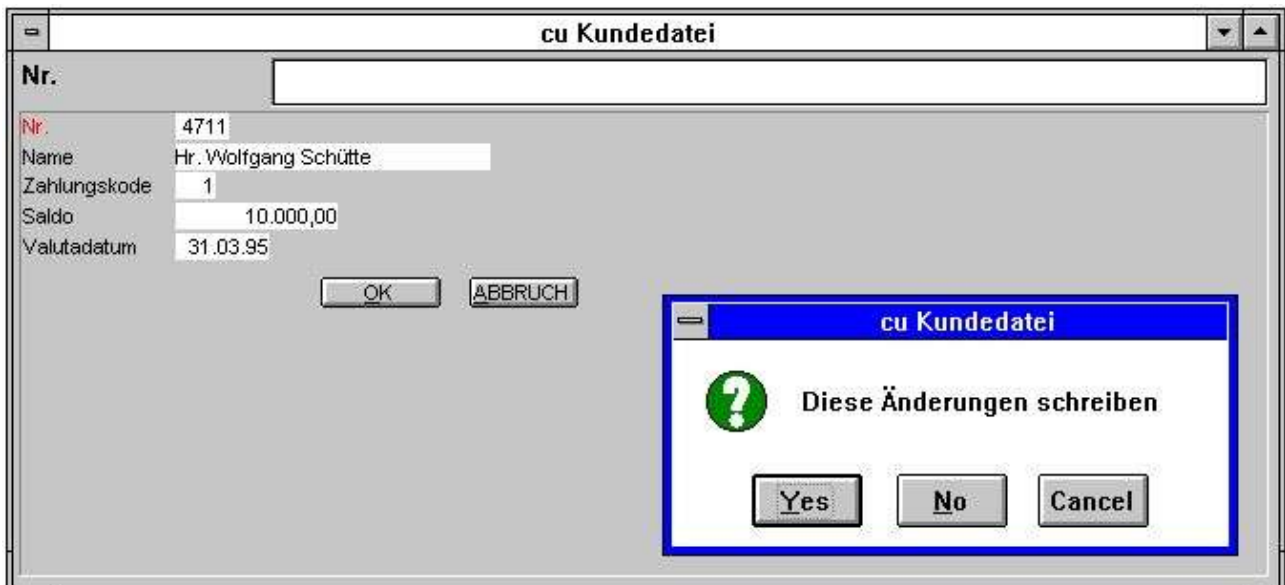 cu Kundedatei
Nr.
Nr. 4711
Name Hr. Wolfgang Schütte
Zahlungskode 1
Saldo 10.000,00
Valutadatum 31.03.95
OK ABBRUCH
cu Kundedatei
Diese Änderungen schreiben
Yes No Cancel